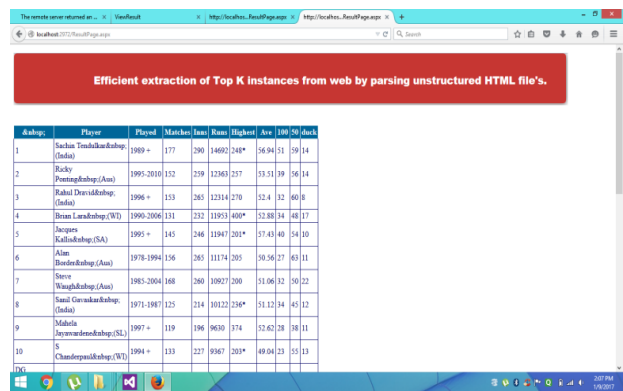 The remote server returned an ... × ViewResult × http://localhos...ResultPage.aspx × http://localhos...ResultPage.aspx × +
localhost:2972/ResultPage.aspx Search
Efficient extraction of Top K instances from web by parsing unstructured HTML file's.
&nbsp; Player Played Matches Inns Runs Highest Ave 100 50 duck
1 Sachin Tendulkar&nbsp; (India) 1989 + 177 290 14692 248* 56.94 51 59 14
2 Ricky Ponting&nbsp;(Aus) 1995-2010 152 259 12363 257 53.51 39 56 14
3 Rahul Dravid&nbsp; (India) 1996 + 153 265 12314 270 52.4 32 60 8
4 Brian Lara&nbsp;(WI) 1990-2006 131 232 11953 400* 52.88 34 48 17
5 Jacques Kallis&nbsp;(SA) 1995 + 145 246 11947 201* 57.43 40 54 10
6 Alan Border&nbsp;(Aus) 1978-1994 156 265 11174 205 50.56 27 63 11
7 Steve Waugh&nbsp;(Aus) 1985-2004 168 260 10927 200 51.06 32 50 22
8 Sunil Gavaskar&nbsp; (India) 1971-1987 125 214 10122 236* 51.12 34 45 12
9 Mahela Jayawardene&nbsp;(SL) 1997 + 119 196 9630 374 52.62 28 38 11
10 S Chanderpaul&nbsp;(WI) 1994 + 133 227 9367 203* 49.04 23 55 13
DG
2:07 PM
1/9/2017